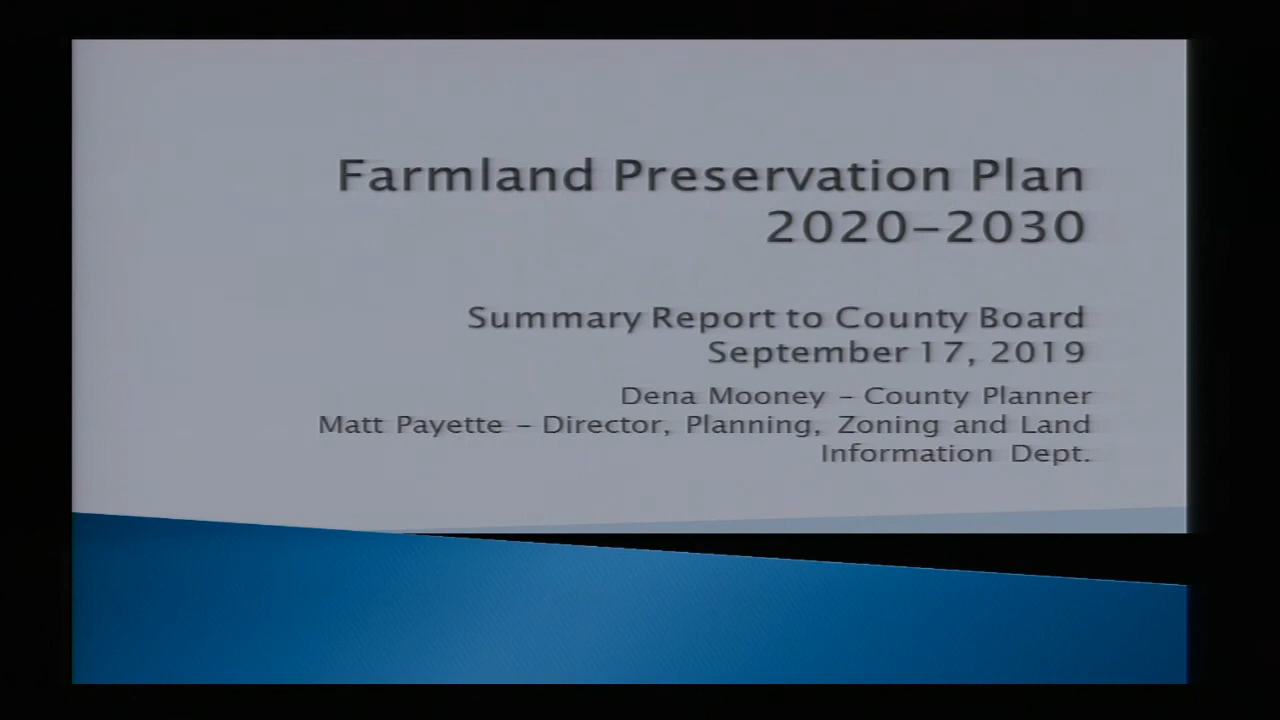 Farmland Preservation Plan
2020-2030
Summary Report to County Board
September 17, 2019
Dena Mooney - County Planner
Matt Payette - Director, Planning, Zoning and Land
Information Dept.